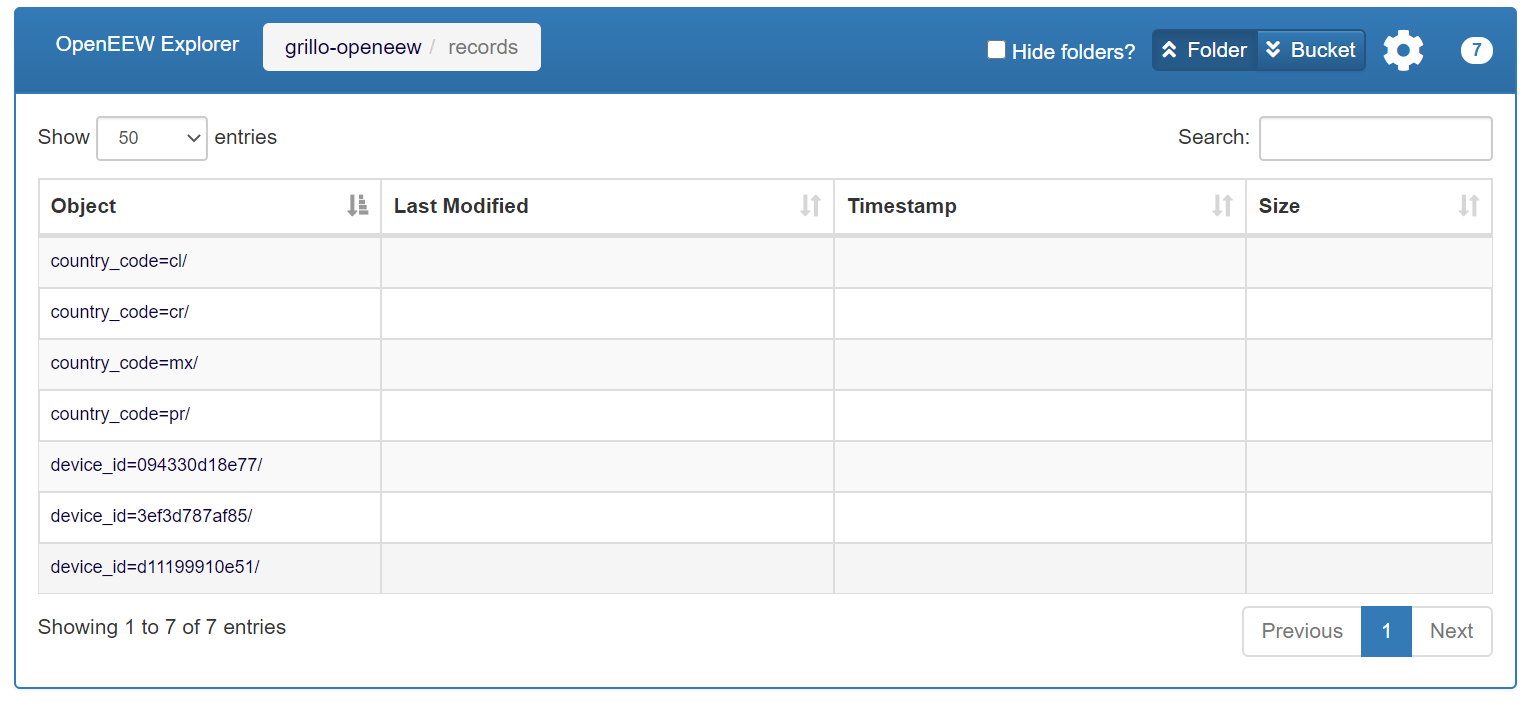 OpenEEW Explorer grillo-openeew / records Hide folders? Folder Bucket 7
Show 50 entries Search:
Object Last Modified Timestamp Size
country_code=cl/
country_code=cr/
country_code=mx/
country_code=pr/
device_id=094330d18e77/
device_id=3ef3d787af85/
device_id=d11199910e51/
Showing 1 to 7 of 7 entries Previous 1 Next